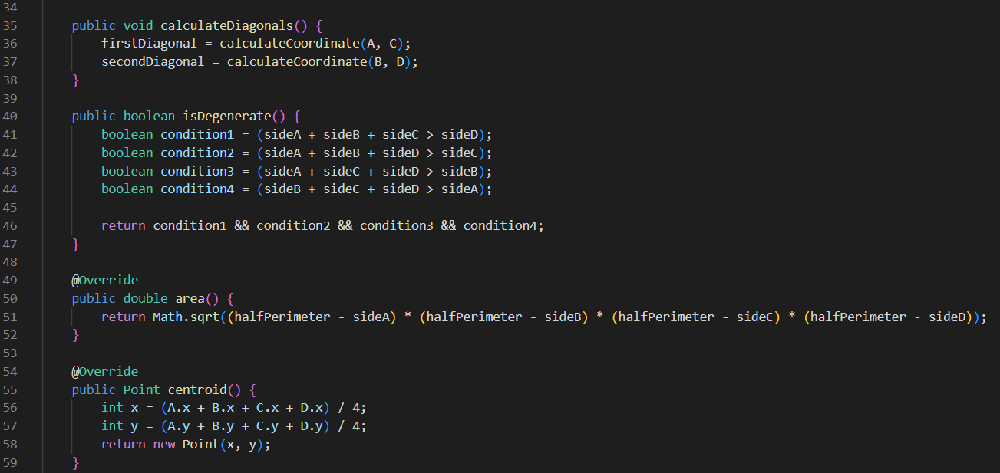 34
35 public void calculateDiagonals() {
36 firstDiagonal = calculateCoordinate(A, C);
37 secondDiagonal = calculateCoordinate(B, D);
38 }
39
40 public boolean isDegenerate() {
41 boolean condition1 = (sideA + sideB + sideC > sideD);
42 boolean condition2 = (sideA + sideB + sideD > sideC);
43 boolean condition3 = (sideA + sideC + sideD > sideB);
44 boolean condition4 = (sideB + sideC + sideD > sideA);
45
46 return condition1 && condition2 && condition3 && condition4;
47 }
48
49 @Override
50 public double area() {
51 return Math.sqrt((halfPerimeter - sideA) * (halfPerimeter - sideB) * (halfPerimeter - sideC) * (halfPerimeter - sideD));
52 }
53
54 @Override
55 public Point centroid() {
56 int x = (A.x + B.x + C.x + D.x) / 4;
57 int y = (A.y + B.y + C.y + D.y) / 4;
58 return new Point(x, y);
59 }